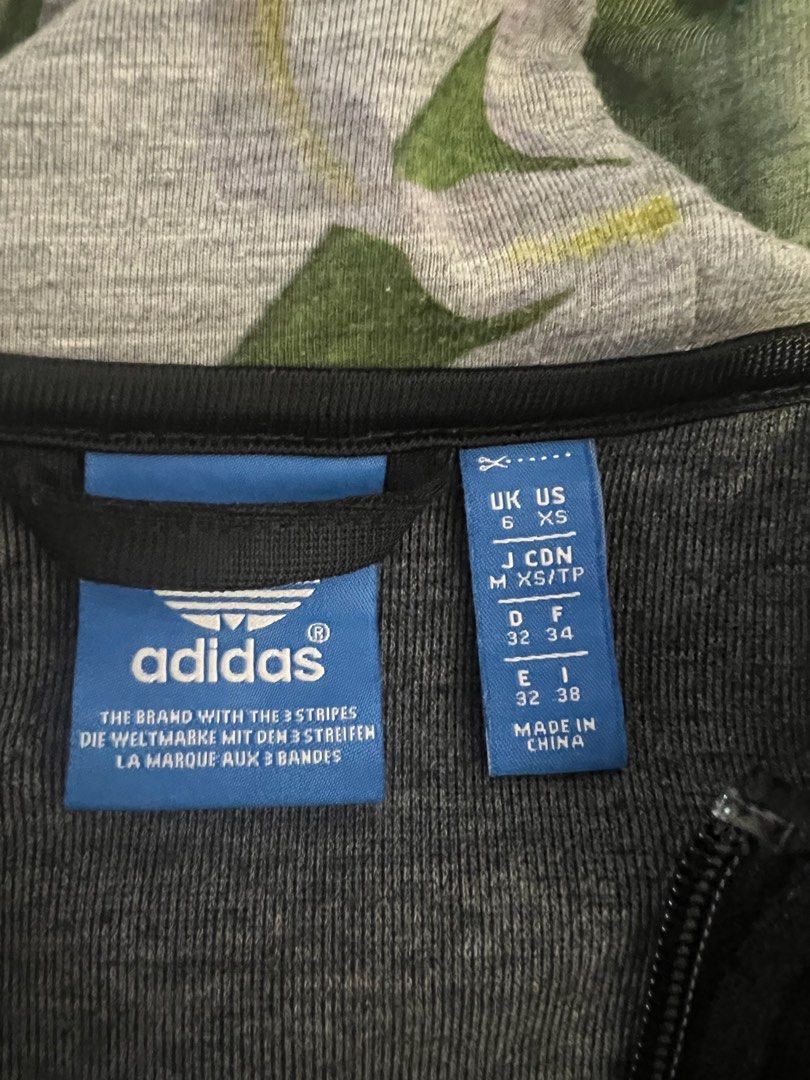 adidas®
THE BRAND WITH THE 3 STRIPES
DIE WELTMARKE MIT DEN 3 STREIFEN
LA MARQUE AUX 3 BANDES
UK US
6 XS
J CDN
M XS/TP
D F
32 34
E I
32 38
MADE IN
CHINA